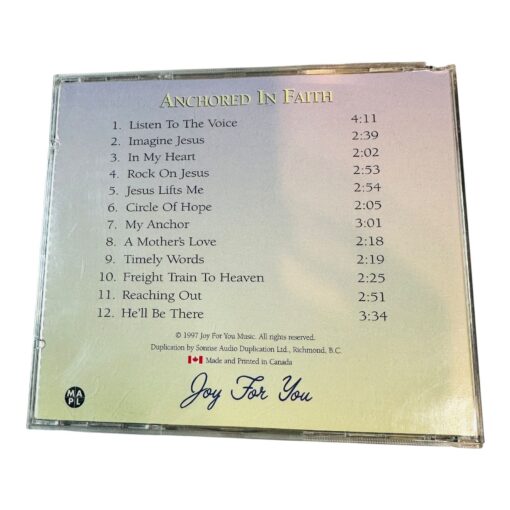 ANCHORED IN FAITH
1. Listen To The Voice 4:11
2. Imagine Jesus 2:39
3. In My Heart 2:02
4. Rock On Jesus 2:53
5. Jesus Lifts Me 2:54
6. Circle Of Hope 2:05
7. My Anchor 3:01
8. A Mother's Love 2:18
9. Timely Words 2:19
10. Freight Train To Heaven 2:25
11. Reaching Out 2:51
12. He'll Be There 3:34
© 1997 Joy For You Music. All rights reserved.
Duplication by Sonrise Audio Duplication Ltd., Richmond, B.C.
Made and Printed in Canada
Joy For You
MA
PL